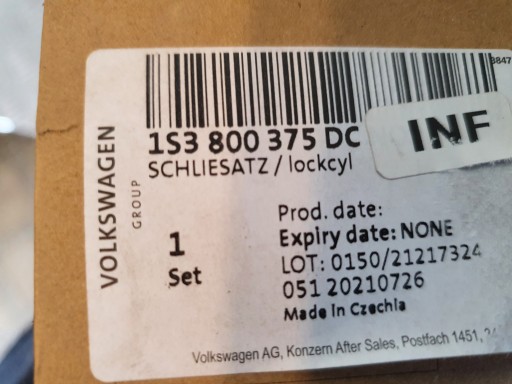 3847
1S3 800 375 DC
INF
SCHLIESATZ / lockcyl
VOLKSWAGEN
GROUP
1
Set
Prod. date:
Expiry date: NONE
LOT: 0150/21217324
051 20210726
Made in Czechia
Volkswagen AG, Konzern After Sales, Postfach 1451,